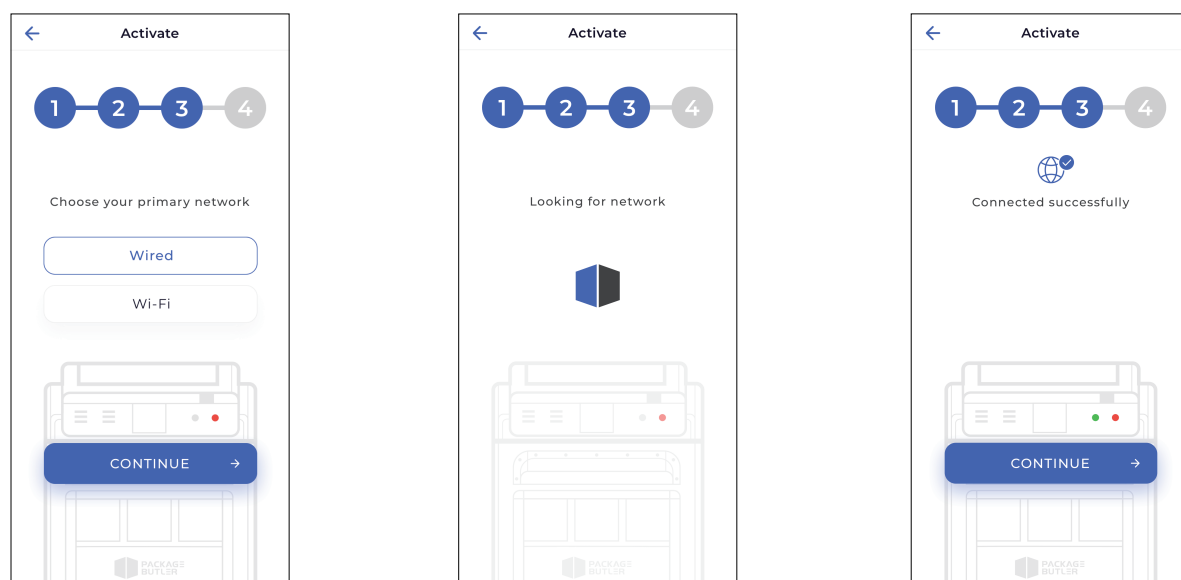 Activate
1 2 3 4
Choose your primary network
Wired
Wi-Fi
CONTINUE
PACKAGE
BUTLER
Activate
1 2 3 4
Looking for network
PACKAGE
BUTLER
Activate
1 2 3 4
Connected successfully
CONTINUE
PACKAGE
BUTLER